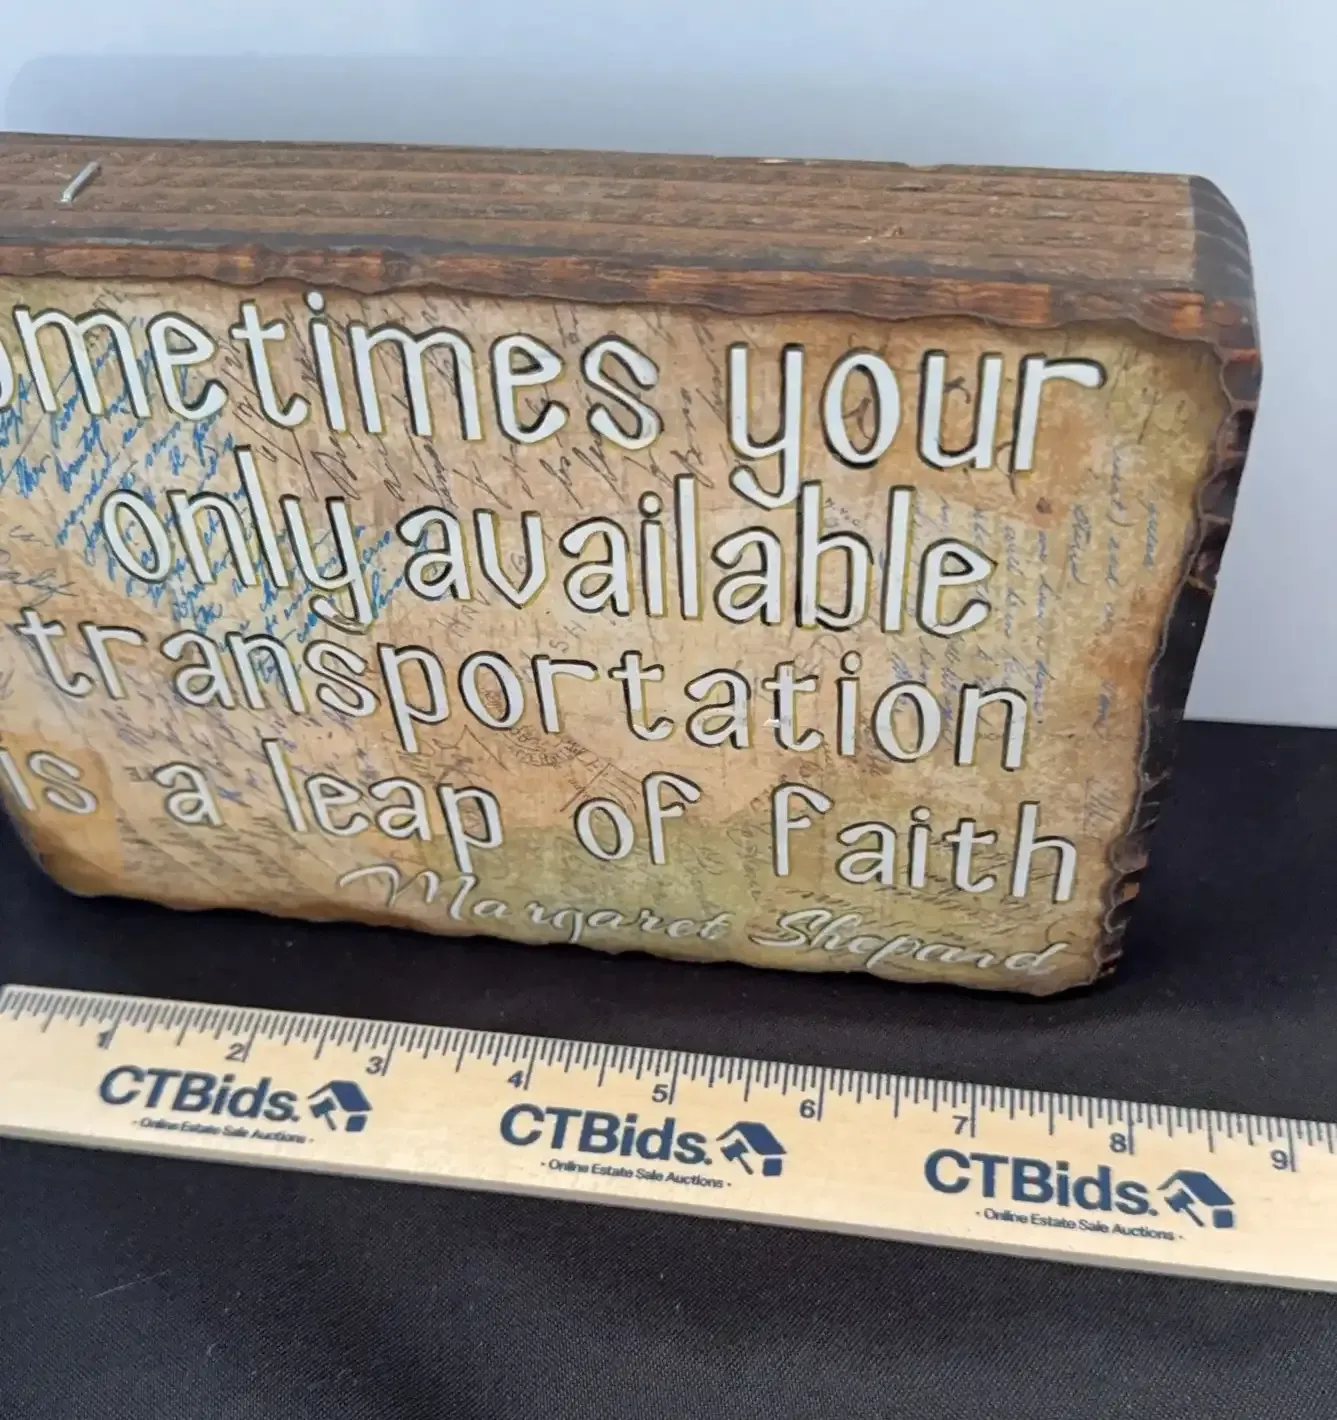 ometimes your
only available
transportation
is a leap of faith
Margaret Shepard
1 2 3 4 5 6 7 8 9
CTBids. CTBids. CTBids.
- Online Estate Sale Auctions - - Online Estate Sale Auctions - - Online Estate Sale Auctions -